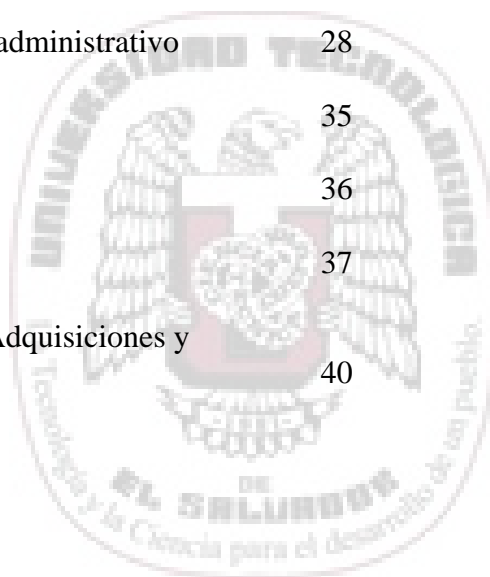 administrativo 28
35
36
37
Adquisiciones y
40
UNIVERSIDAD TECNOLOGICA
DE
EL SALVADOR
Tecnología y la Ciencia para el desarrollo de un pueblo.